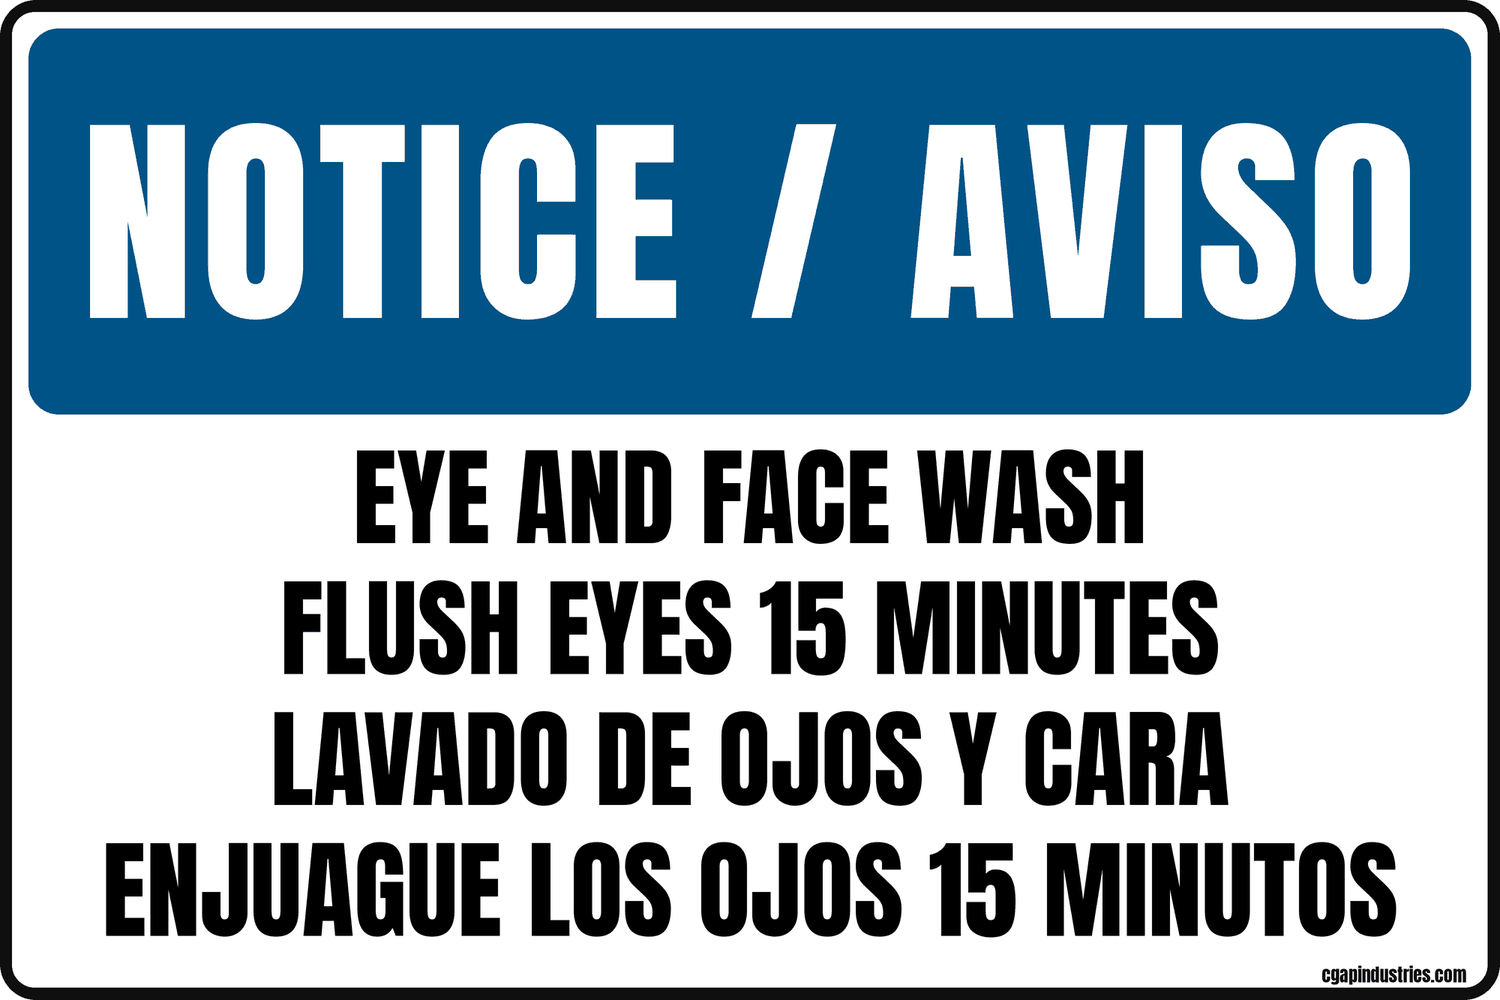 NOTICE / AVISO
EYE AND FACE WASH
FLUSH EYES 15 MINUTES
LAVADO DE OJOS Y CARA
ENJUAGUE LOS OJOS 15 MINUTOS
cgapindustries.com